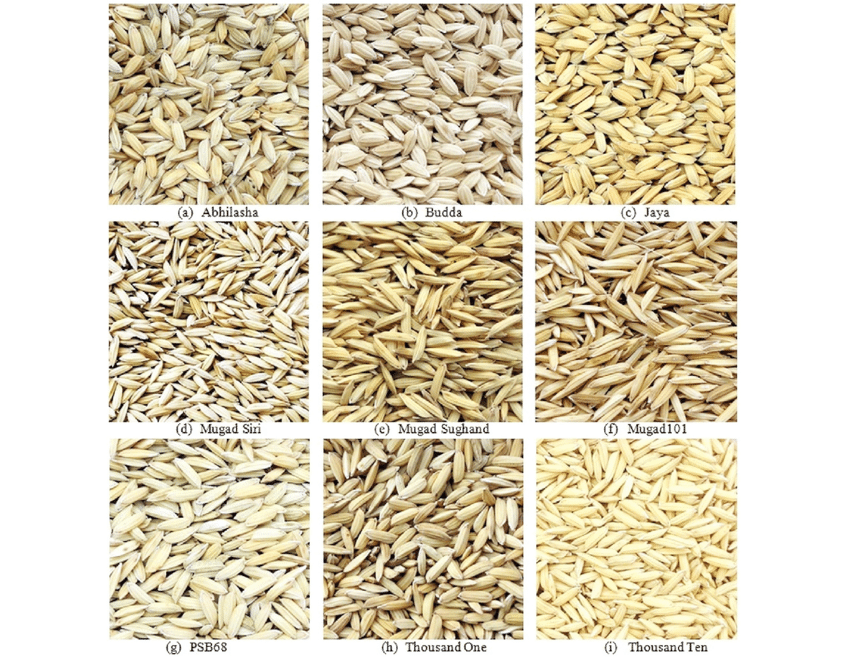 (a) Abhilasha
(b) Budda
(c) Jaya
(d) Mugad Siri
(e) Mugad Sughand
(f) Mugad101
(g) PSB68
(h) Thousand One
(i) Thousand Ten